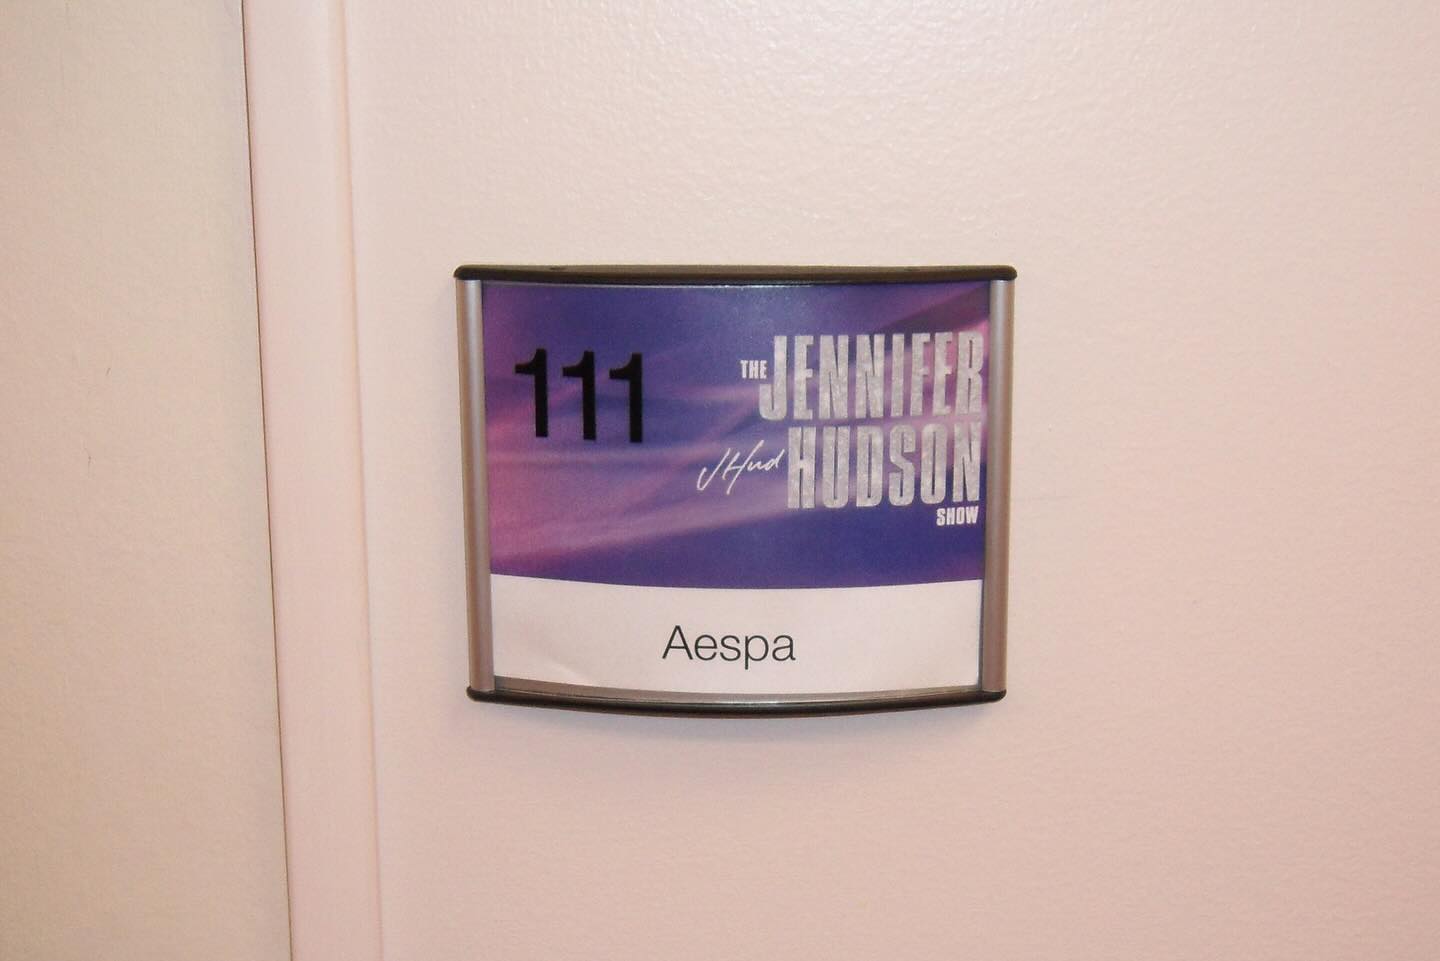 111
THE JENNIFER
JHud HUDSON
SHOW
Aespa